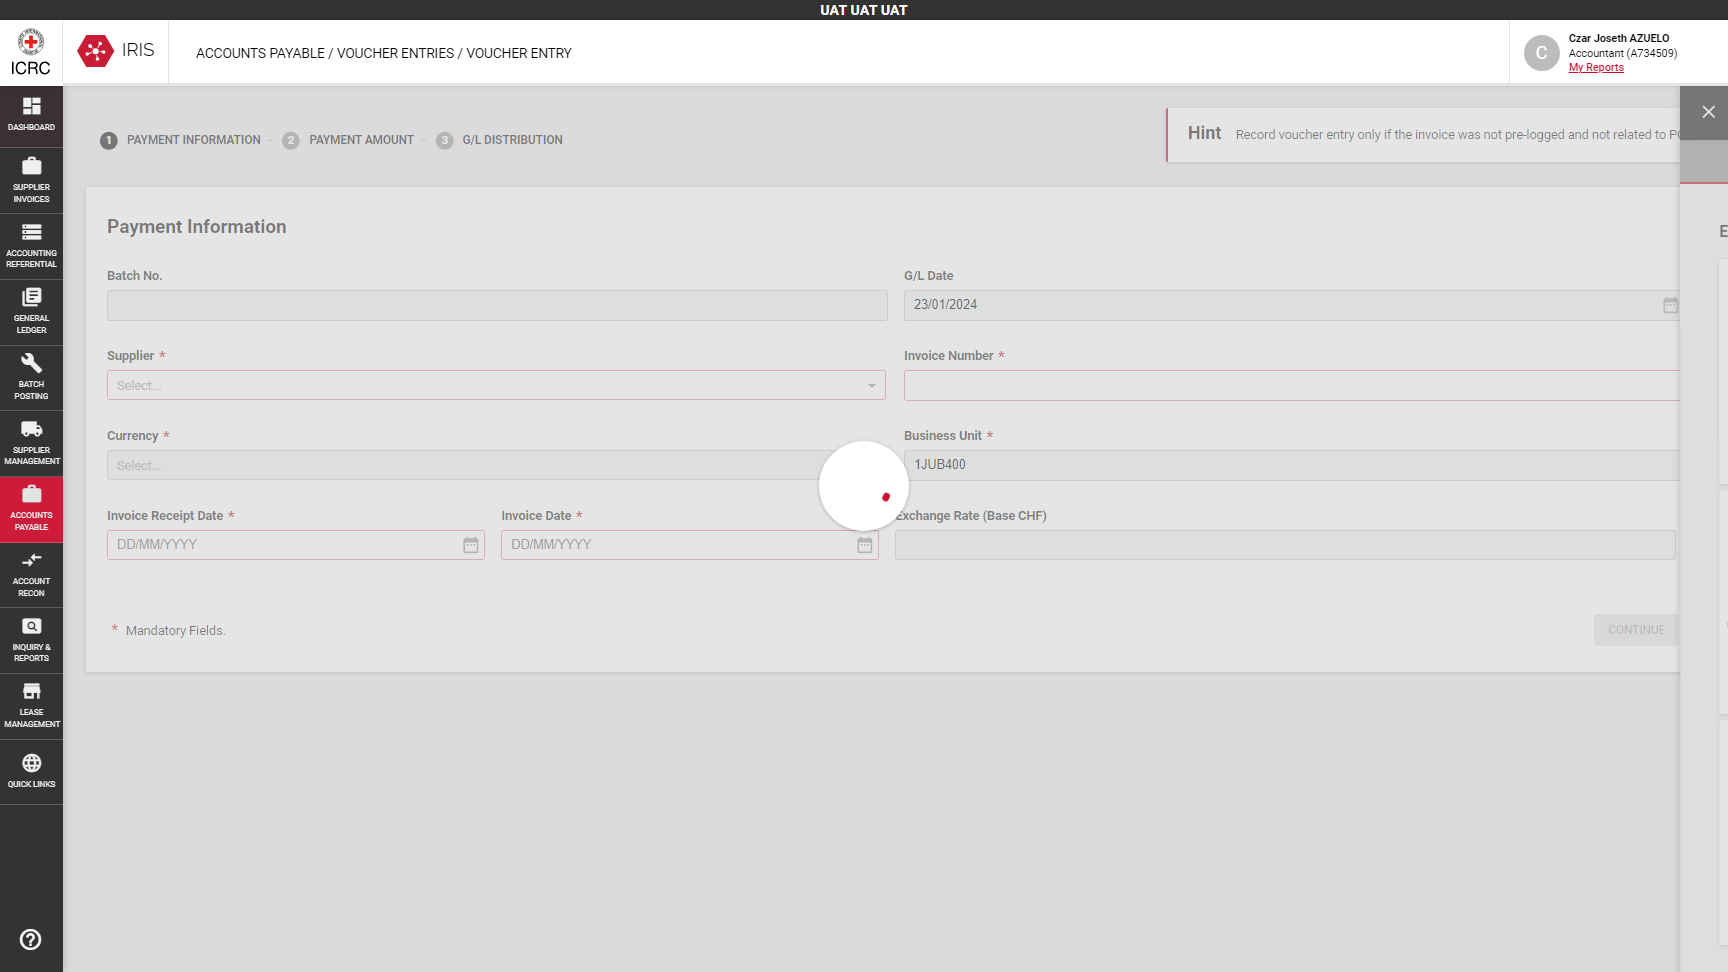 UAT UAT UAT
ICRC
IRIS
ACCOUNTS PAYABLE / VOUCHER ENTRIES / VOUCHER ENTRY
C
Czar Joseth AZUELO
Accountant (A734509)
My Reports
DASHBOARD
SUPPLIER
INVOICES
ACCOUNTING
REFERENTIAL
GENERAL
LEDGER
BATCH
POSTING
SUPPLIER
MANAGEMENT
ACCOUNTS
PAYABLE
ACCOUNT
RECON
INQUIRY &
REPORTS
LEASE
MANAGEMENT
QUICK LINKS
1 PAYMENT INFORMATION – 2 PAYMENT AMOUNT – 3 G/L DISTRIBUTION
Hint Record voucher entry only if the invoice was not pre-logged and not related to
Payment Information
Batch No.
G/L Date
23/01/2024
Supplier *
Select...
Invoice Number *
Currency *
Select...
Business Unit *
1JUB400
Invoice Receipt Date *
DD/MM/YYYY
Invoice Date *
DD/MM/YYYY
Exchange Rate (Base CHF)
* Mandatory Fields.
CONTINUE